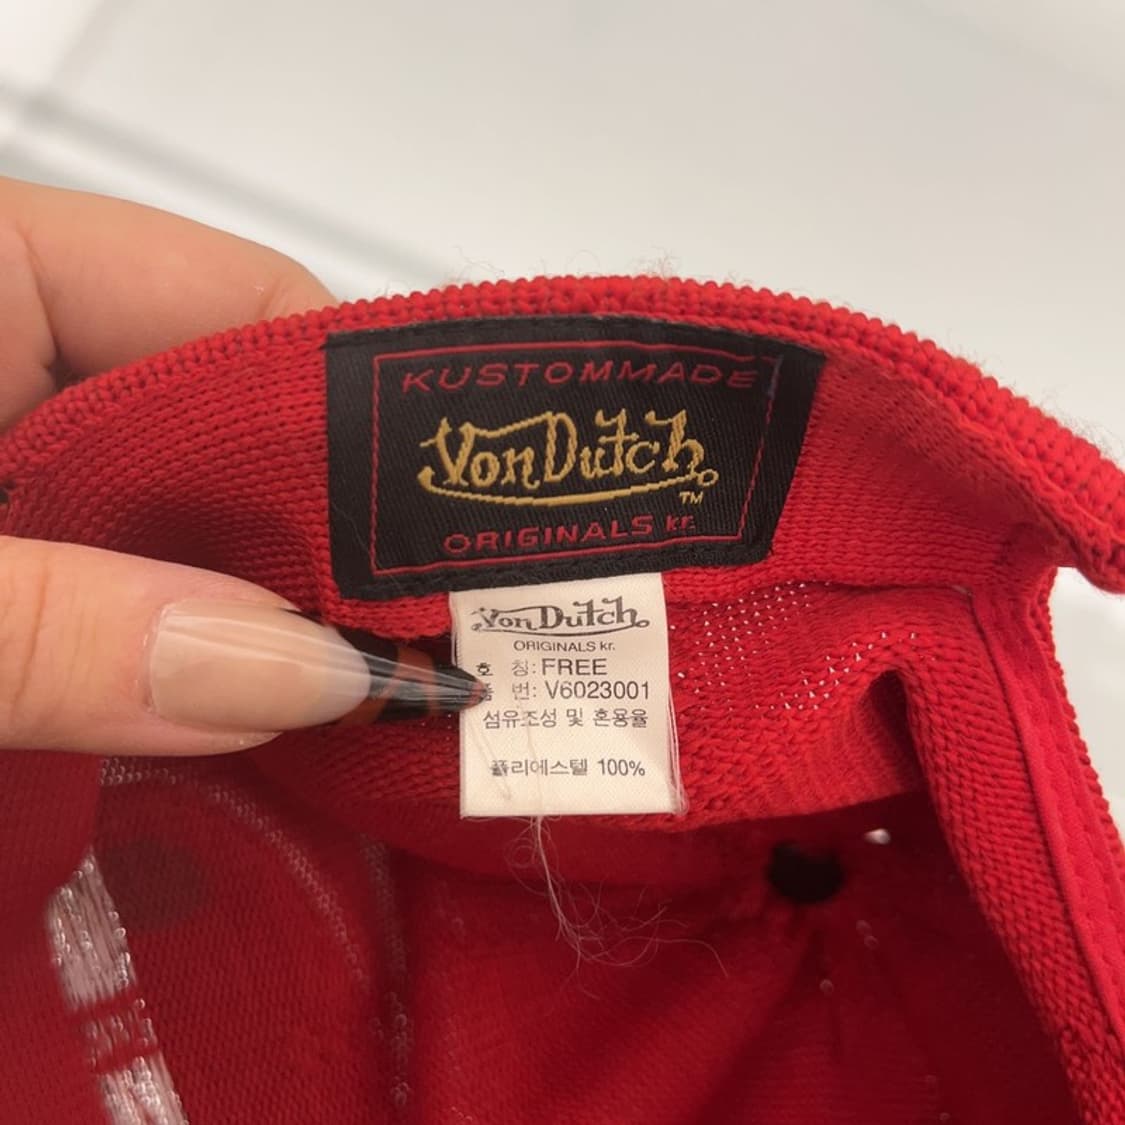 KUSTOMMADE
Von Dutch
TM
ORIGINALS kr.
Von Dutch
ORIGINALS kr.
호 칭: FREE
품 번: V6023001
섬유조성 및 혼용율
폴리에스텔 100%